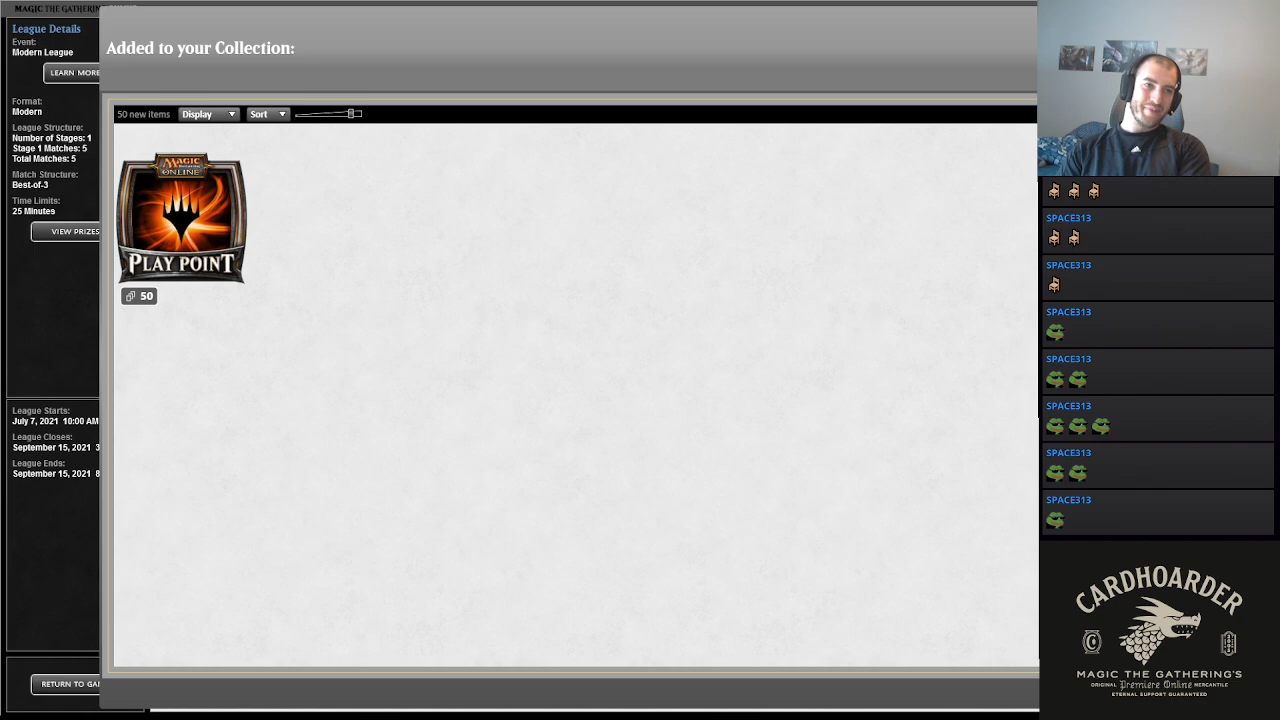 MAGIC THE GATHERING
League Details
Event:
Modern League
LEARN MORE
Format:
Modern
League Structure:
Number of Stages: 1
Stage 1 Matches: 5
Total Matches: 5
Match Structure:
Best-of-3
Time Limits:
25 Minutes
VIEW PRIZES
League Starts:
July 7, 2021 10:00 AM
League Closes:
September 15, 2021 3
League Ends:
September 15, 2021 8
RETURN TO GA
Added to your Collection:
50 new items
Display
Sort
MAGIC
ONLINE
PLAY POINT
50
SPACE313
SPACE313
SPACE313
SPACE313
SPACE313
SPACE313
SPACE313
CARDHOARDER
MAGIC THE GATHERING'S
ORIGINAL Premiere Online MERCANTILE
ETERNAL SUPPORT GUARANTEED